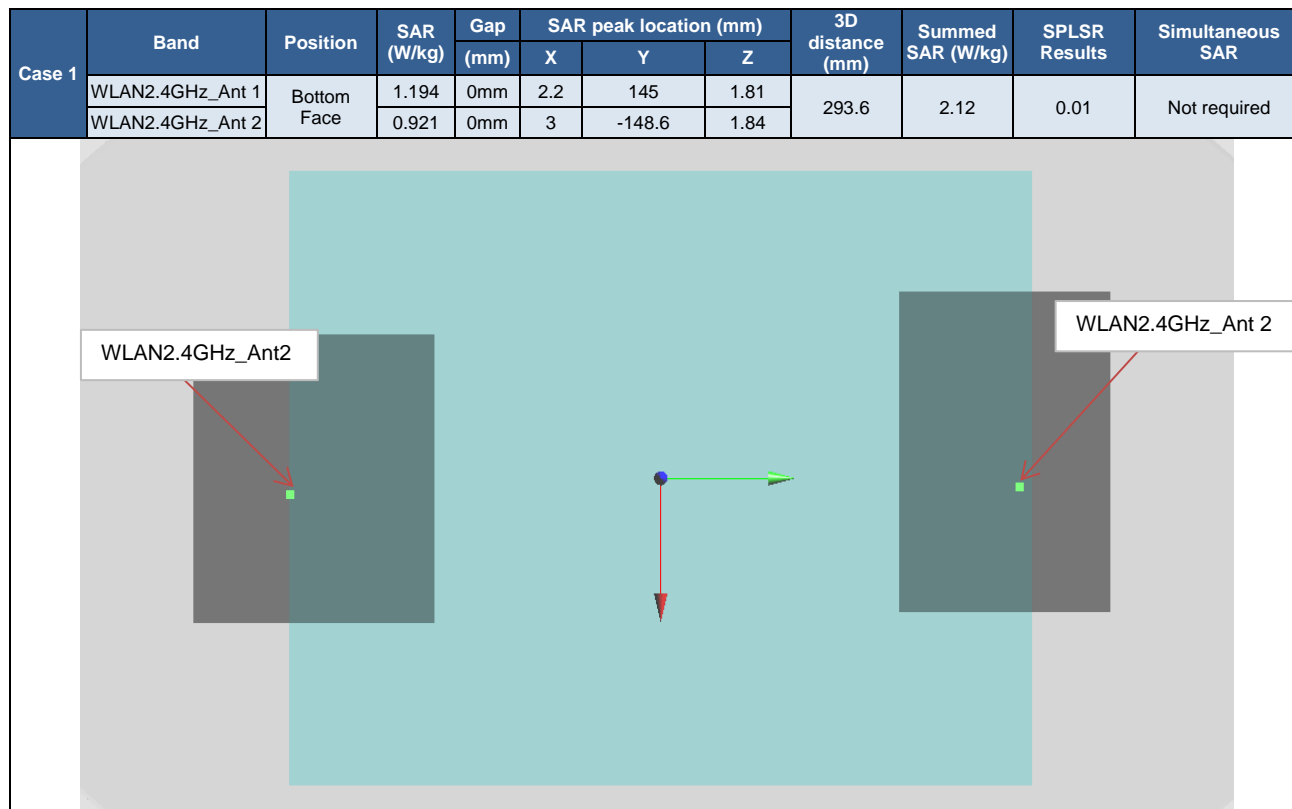 Case 1 Band Position SAR (W/kg) Gap (mm) SAR peak location (mm) X Y Z 3D distance (mm) Summed SAR (W/kg) SPLSR Results Simultaneous SAR
WLAN2.4GHz_Ant 1 Bottom Face 1.194 0mm 2.2 145 1.81 293.6 2.12 0.01 Not required
WLAN2.4GHz_Ant 2 0.921 0mm 3 -148.6 1.84
WLAN2.4GHz_Ant 2
WLAN2.4GHz_Ant2